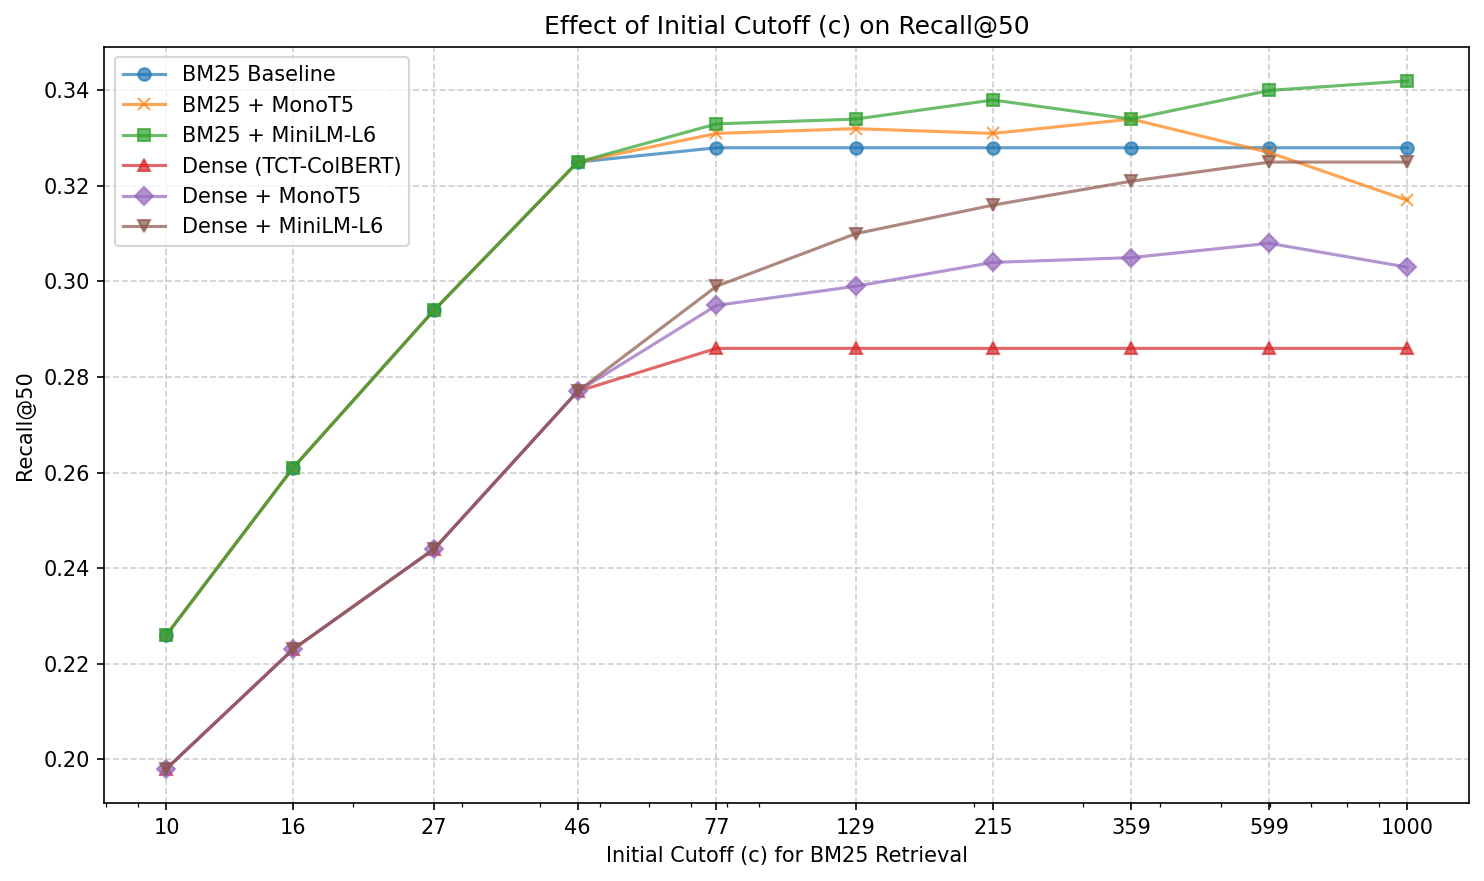 Effect of Initial Cutoff (c) on Recall@50
BM25 Baseline
BM25 + MonoT5
BM25 + MiniLM-L6
Dense (TCT-ColBERT)
Dense + MonoT5
Dense + MiniLM-L6
Recall@50
0.34
0.32
0.30
0.28
0.26
0.24
0.22
0.20
10 16 27 46 77 129 215 359 599 1000
Initial Cutoff (c) for BM25 Retrieval